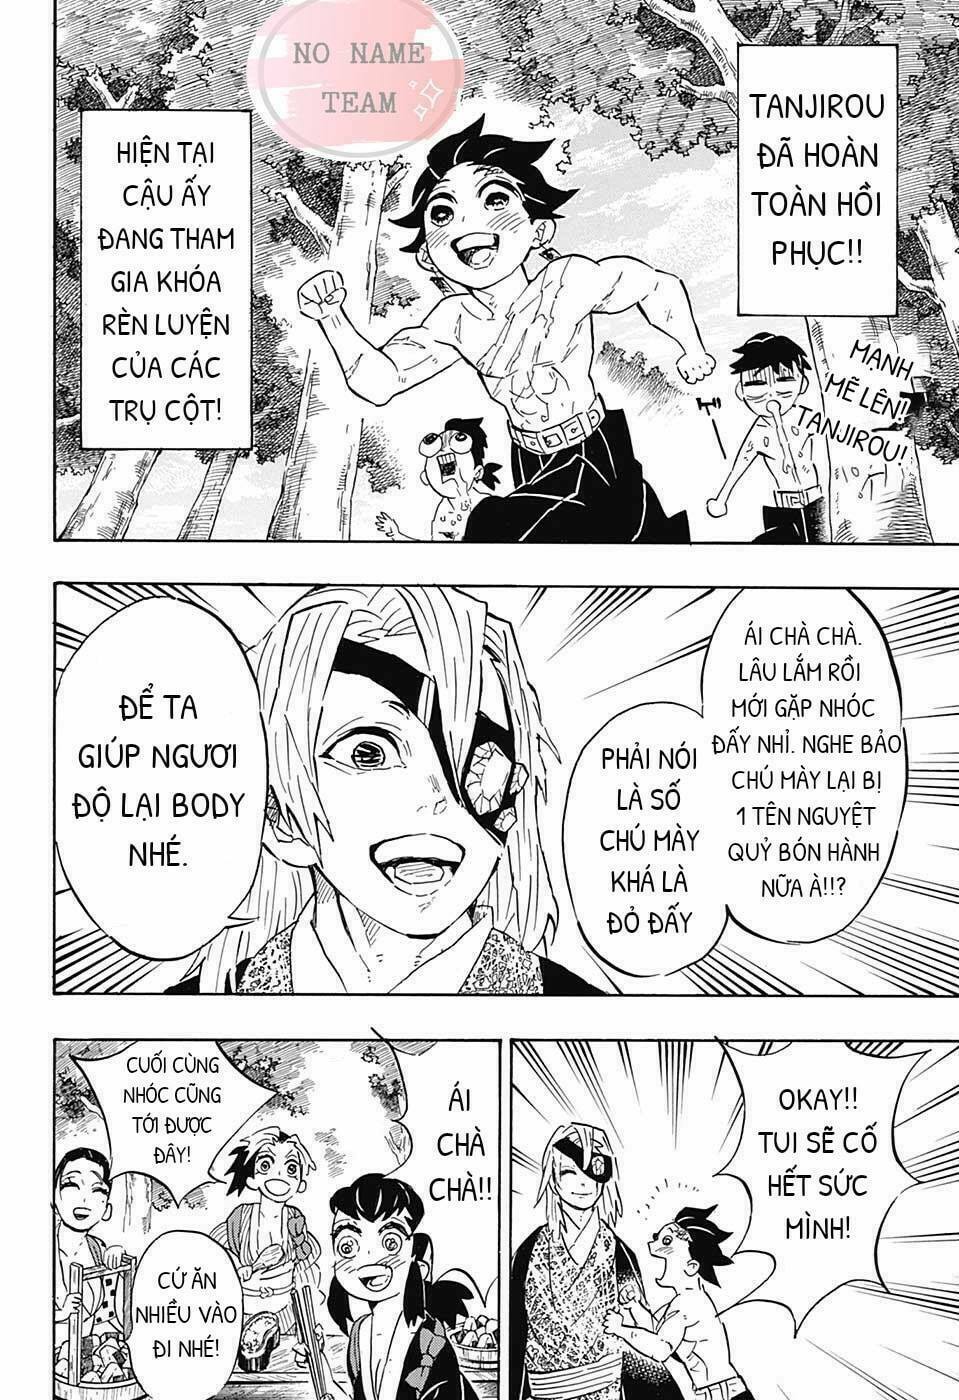 NO NAME
TEAM
TANJIROU
ĐÃ HOÀN
TOÀN HỒI
PHỤC!!
HIỆN TẠI
CẬU ẤY
ĐANG THAM
GIA KHÓA
RÈN LUYỆN
CỦA CÁC
TRỤ CỘT!
MẠNH
MẼ LÊN!
TANJIROU!
ÁI CHÀ CHÀ.
LÂU LẮM RỒI
MỚI GẶP NHÓC
ĐẤY NHỈ. NGHE BẢO
CHÚ MÀY LẠI BỊ
1 TÊN NGUYỆT
QUỶ BÓN HÀNH
NỮA À!!?
PHẢI NÓI
LÀ SỐ
CHÚ MÀY
KHÁ LÀ
ĐỎ ĐẤY
ĐỂ TA
GIÚP NGƯƠI
ĐỘ LẠI BODY
NHÉ.
OKAY!!
TUI SẼ CỐ
HẾT SỨC
MÌNH!
ÁI
CHÀ
CHÀ!!
CUỐI CÙNG
NHÓC CŨNG
TỚI ĐƯỢC
ĐÂY!
CỨ ĂN
NHIỀU VÀO
ĐI NHÉ!